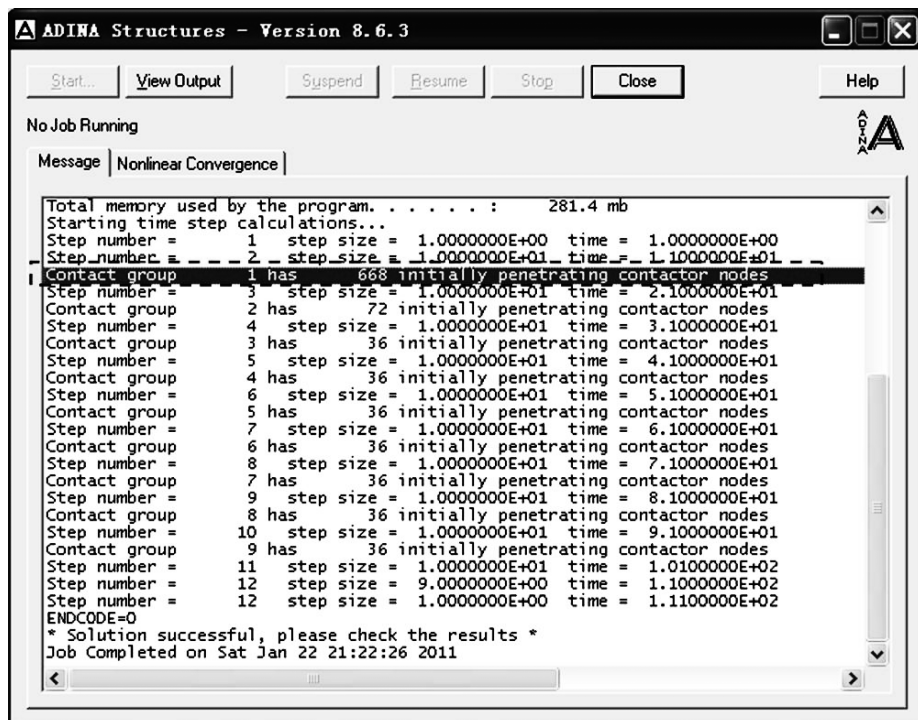 ADINA Structures - Version 8.6.3
Start... View Output Suspend Resume Stop Close Help
No Job Running
ADINA A
Message Nonlinear Convergence
Total memory used by the program. . . . . . : 281.4 mb
Starting time step calculations...
Step number = 1 step size = 1.0000000E+00 time = 1.0000000E+00
Step number = 2 step size = 1.0000000E+01 time = 1.1000000E+01
Contact group 1 has 668 initially penetrating contactor nodes
Step number = 3 step size = 1.0000000E+01 time = 2.1000000E+01
Contact group 2 has 72 initially penetrating contactor nodes
Step number = 4 step size = 1.0000000E+01 time = 3.1000000E+01
Contact group 3 has 36 initially penetrating contactor nodes
Step number = 5 step size = 1.0000000E+01 time = 4.1000000E+01
Contact group 4 has 36 initially penetrating contactor nodes
Step number = 6 step size = 1.0000000E+01 time = 5.1000000E+01
Contact group 5 has 36 initially penetrating contactor nodes
Step number = 7 step size = 1.0000000E+01 time = 6.1000000E+01
Contact group 6 has 36 initially penetrating contactor nodes
Step number = 8 step size = 1.0000000E+01 time = 7.1000000E+01
Contact group 7 has 36 initially penetrating contactor nodes
Step number = 9 step size = 1.0000000E+01 time = 8.1000000E+01
Contact group 8 has 36 initially penetrating contactor nodes
Step number = 10 step size = 1.0000000E+01 time = 9.1000000E+01
Contact group 9 has 36 initially penetrating contactor nodes
Step number = 11 step size = 1.0000000E+01 time = 1.0100000E+02
Step number = 12 step size = 9.0000000E+00 time = 1.1000000E+02
Step number = 12 step size = 1.0000000E+00 time = 1.1100000E+02
ENDCODE=0
* Solution successful, please check the results *
Job Completed on Sat Jan 22 21:22:26 2011